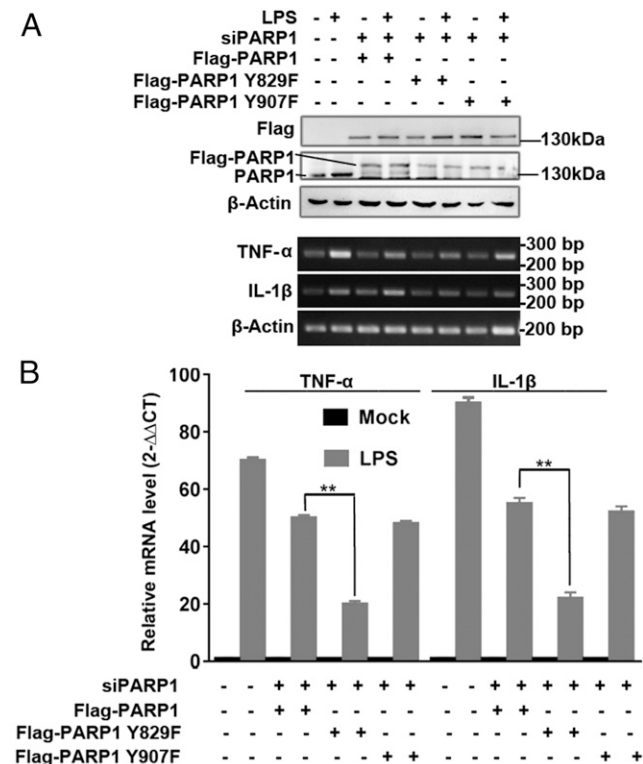 A
LPS - + - + - + - +
siPARP1 - - + + + + + +
Flag-PARP1 - - + + - - - -
Flag-PARP1 Y829F - - - - + + - -
Flag-PARP1 Y907F - - - - - - + +
Flag
-130kDa
Flag-PARP1
PARP1
-130kDa
β-Actin
TNF-α
-300 bp
-200 bp
IL-1β
-300 bp
-200 bp
β-Actin
-200 bp
B
TNF-α IL-1β
Mock
LPS
** **
Relative mRNA level (2-ΔΔCT)
100
80
60
40
20
0
siPARP1 - - + + + + + + - - + + + + + +
Flag-PARP1 - - + + - - - - - - + + - - - -
Flag-PARP1 Y829F - - - - + + - - - - - - + + - -
Flag-PARP1 Y907F - - - - - - + + - - - - - - + +